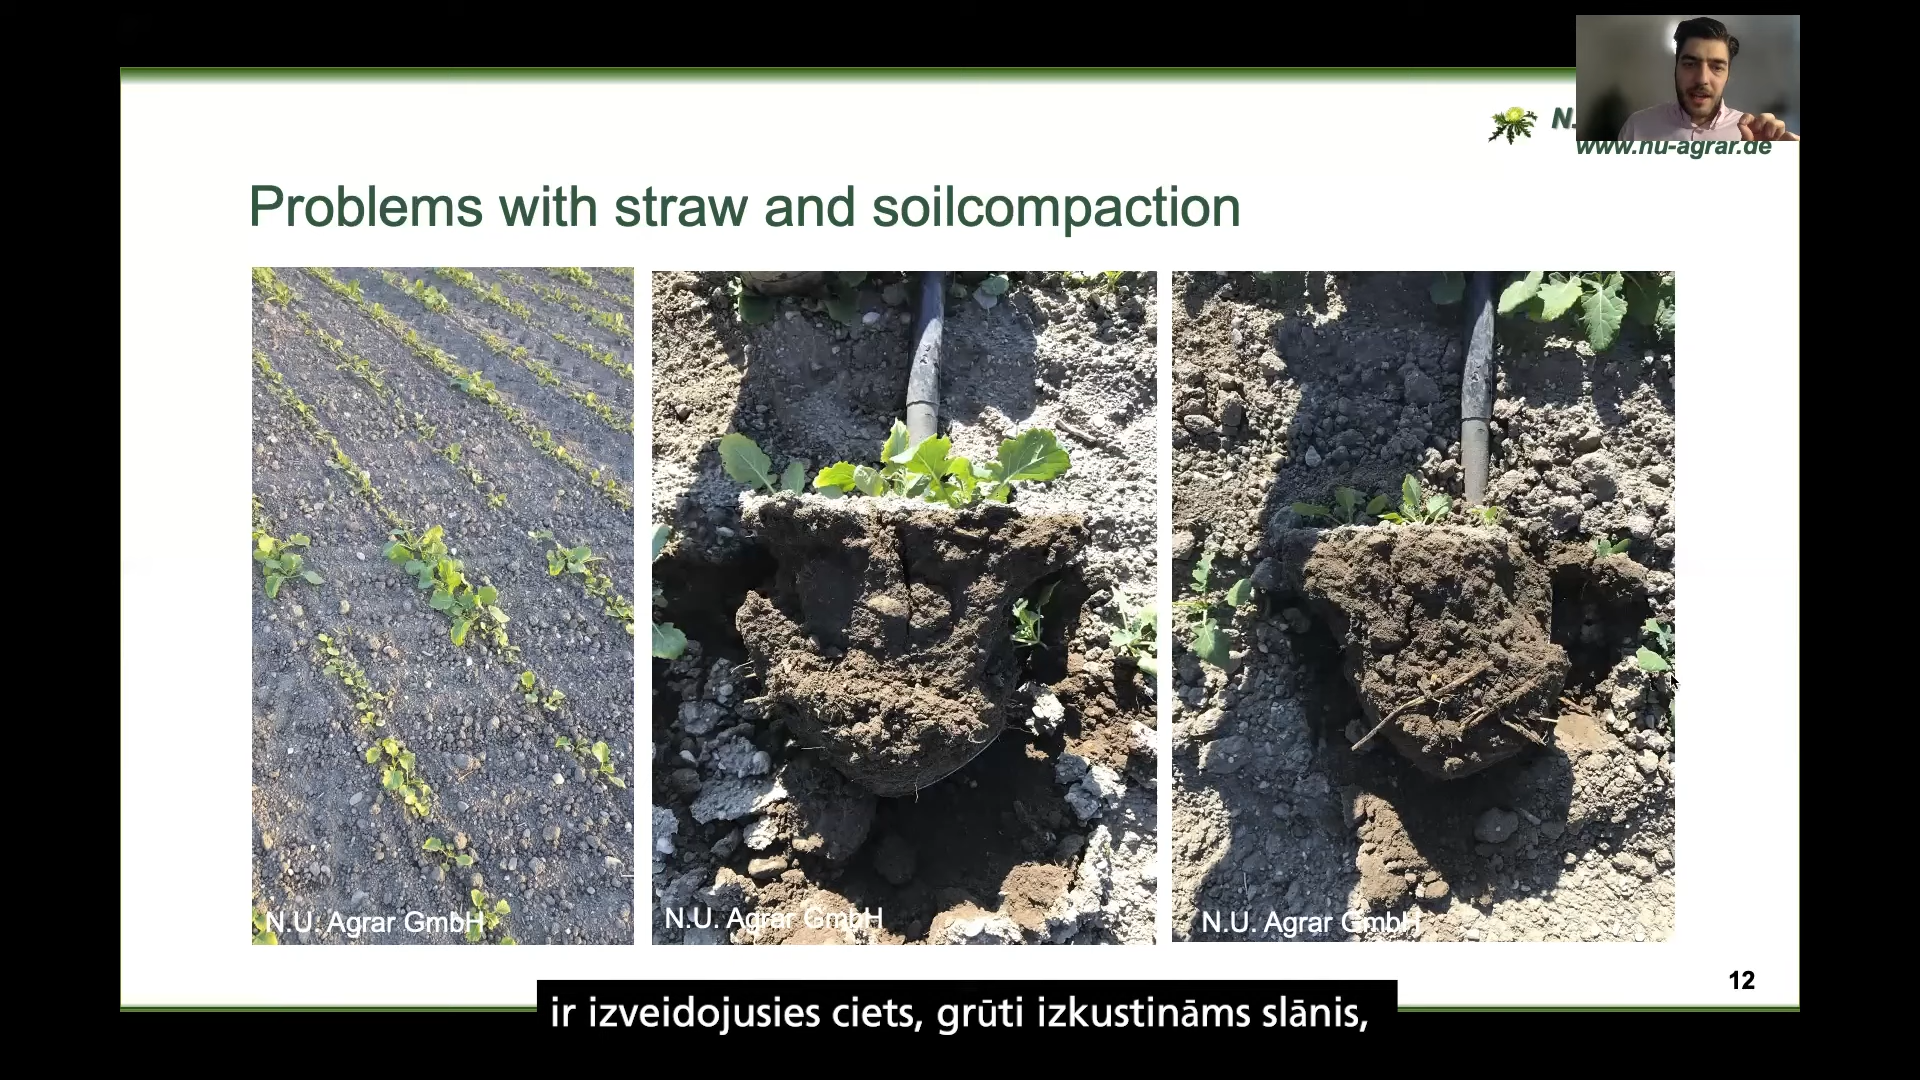 N.
www.nu-agrar.de
Problems with straw and soilcompaction
N.U. Agrar GmbH
N.U. Agrar GmbH
N.U. Agrar GmbH
12
ir izveidojusies ciets, grūti izkustināms slānis,